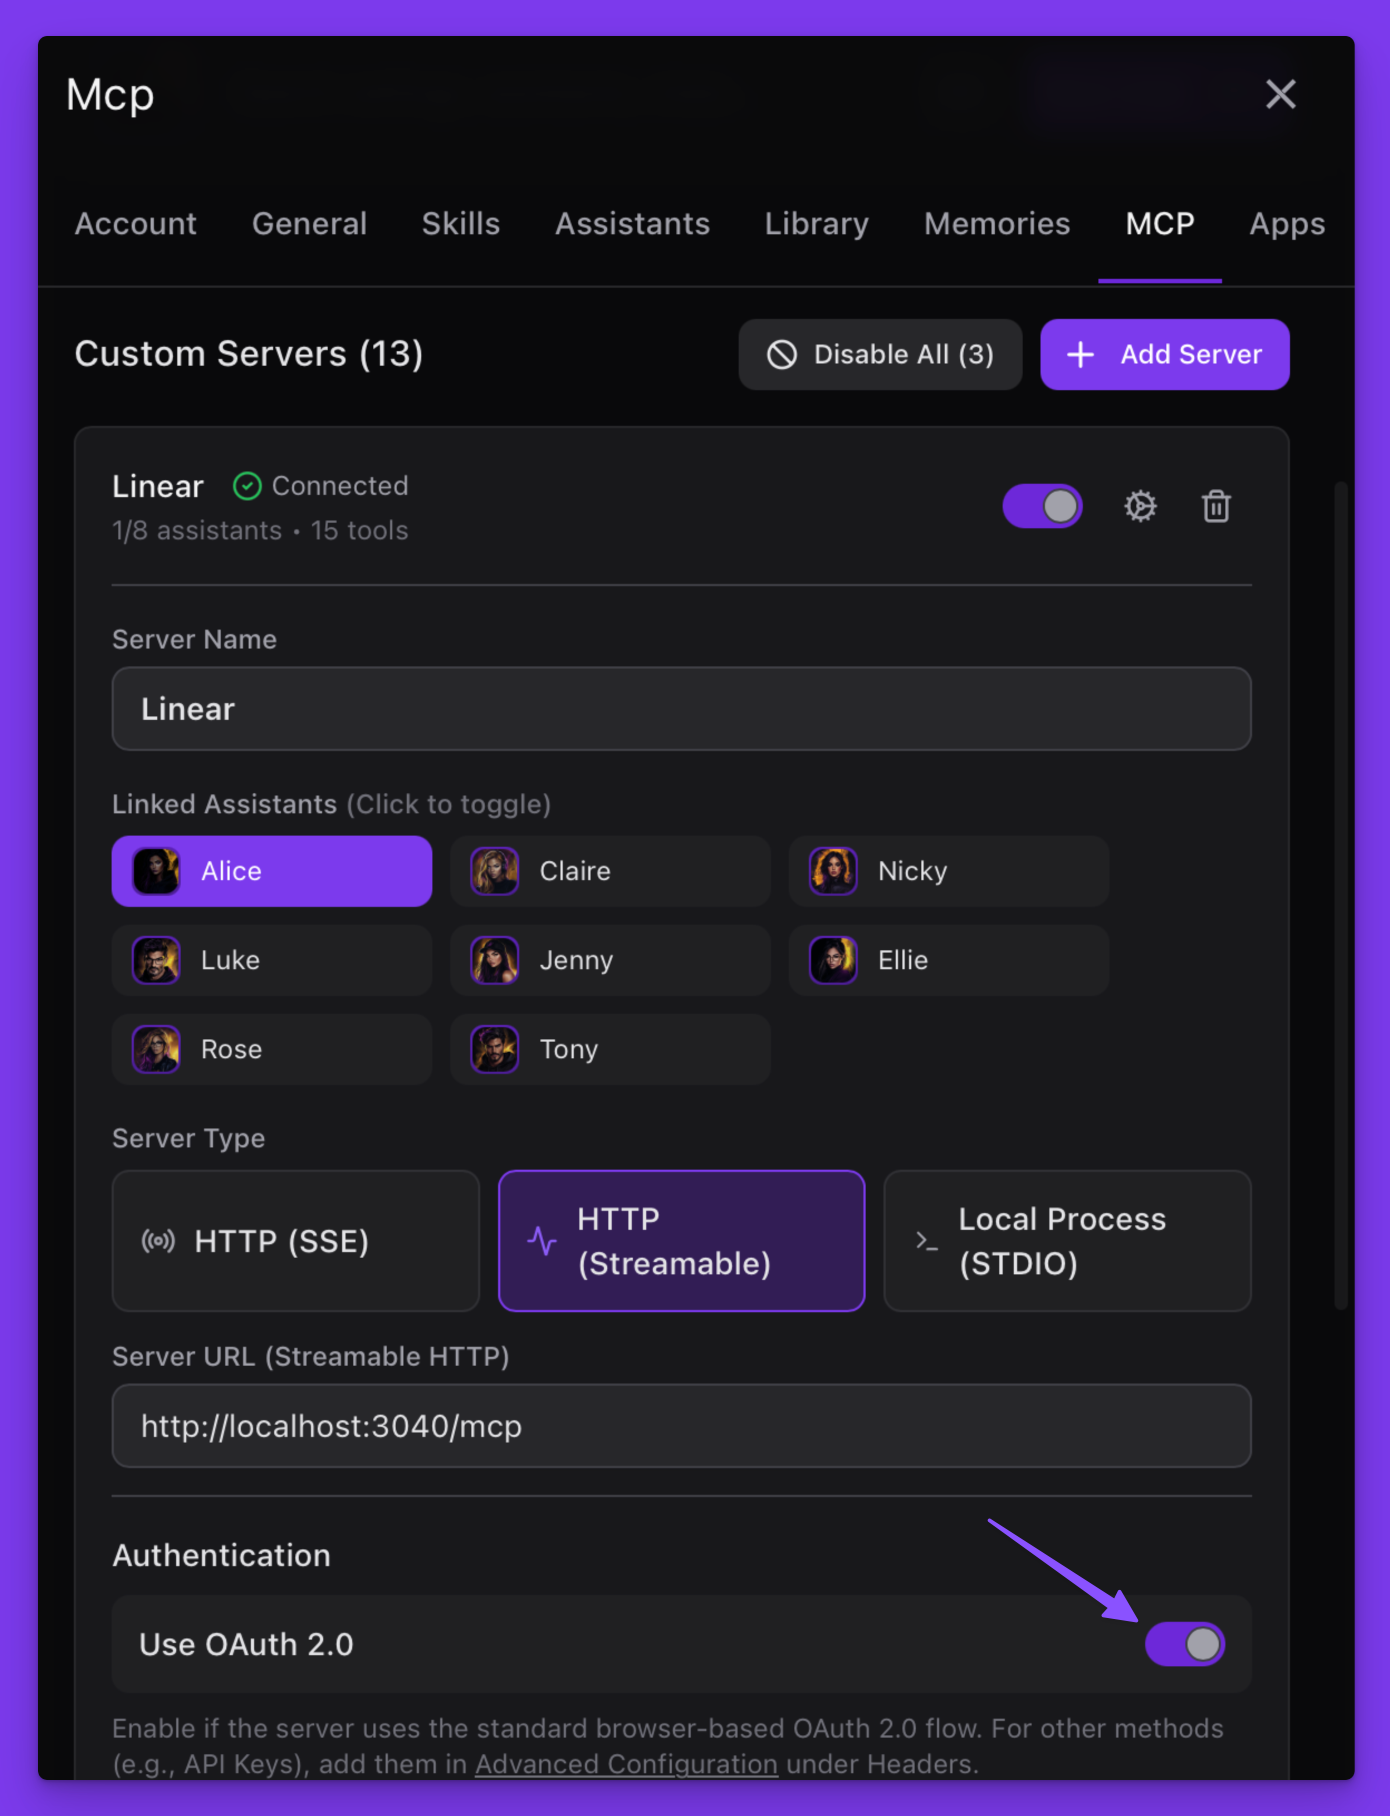 Mcp
Account General Skills Assistants Library Memories MCP Apps
Custom Servers (13)
Disable All (3)
Add Server
Linear Connected
1/8 assistants • 15 tools
Server Name
Linear
Linked Assistants (Click to toggle)
Alice Claire Nicky
Luke Jenny Ellie
Rose Tony
Server Type
HTTP (SSE)
HTTP
(Streamable)
Local Process
(STDIO)
Server URL (Streamable HTTP)
http://localhost:3040/mcp
Authentication
Use OAuth 2.0
Enable if the server uses the standard browser-based OAuth 2.0 flow. For other methods
(e.g., API Keys), add them in Advanced Configuration under Headers.